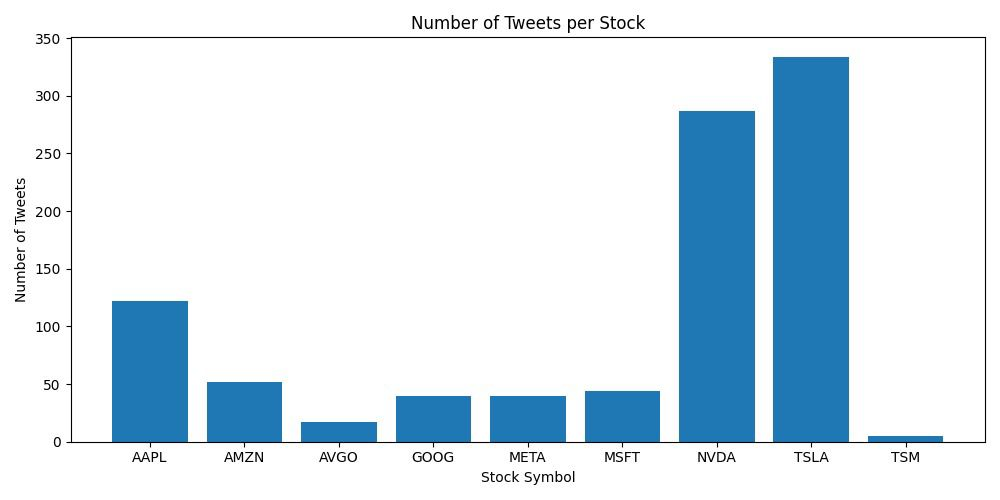 Number of Tweets per Stock
Number of Tweets
350
300
250
200
150
100
50
0
AAPL AMZN AVGO GOOG META MSFT NVDA TSLA TSM
Stock Symbol